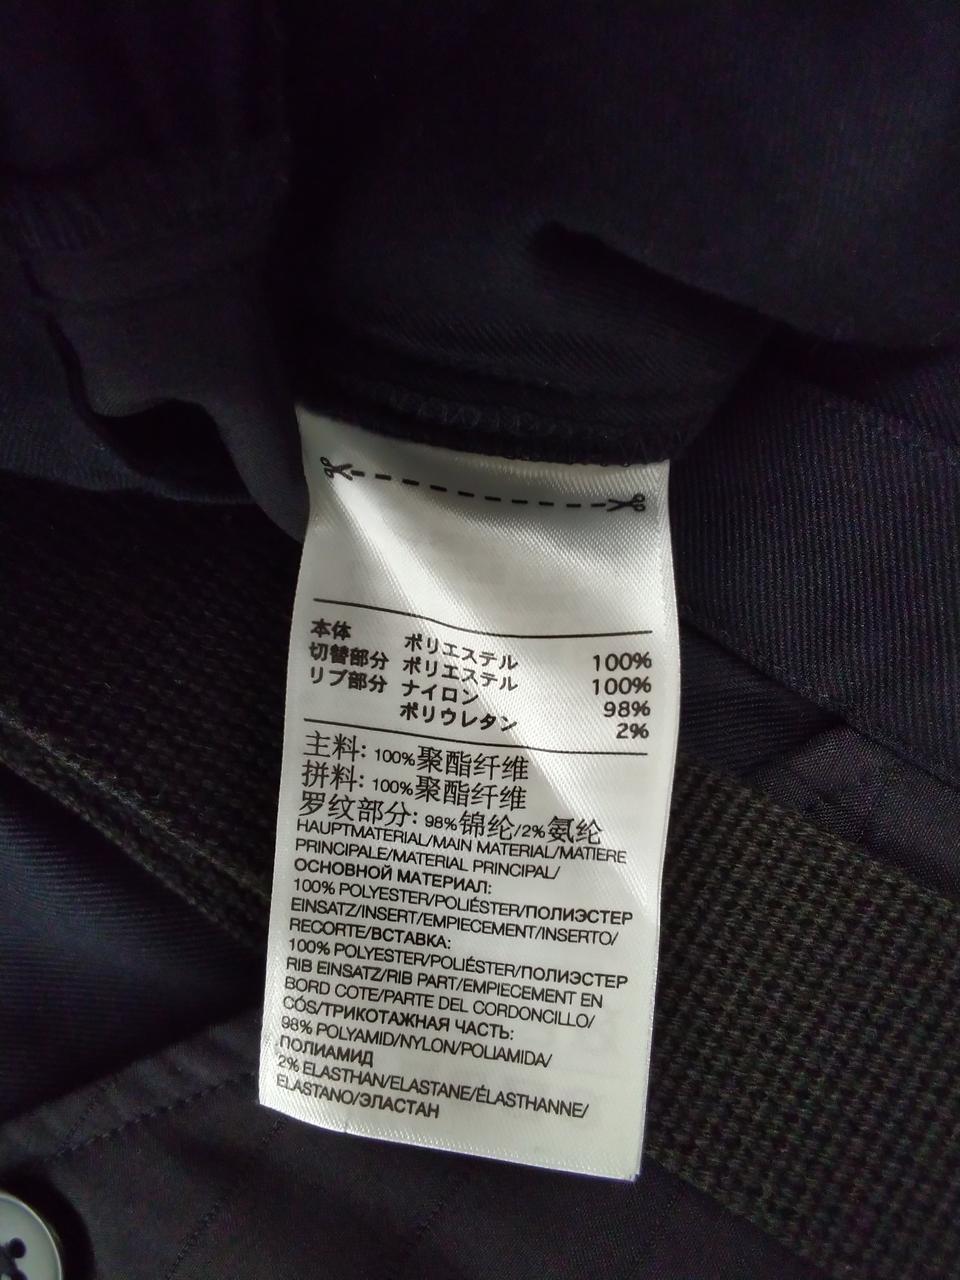 本体 ポリエステル 100%
切替部分 ポリエステル 100%
リブ部分 ナイロン 98%
ポリウレタン 2%
主料: 100%聚酯纤维
拼料: 100%聚酯纤维
罗纹部分: 98%锦纶/2%氨纶
HAUPTMATERIAL/MAIN MATERIAL/MATIERE
PRINCIPALE/MATERIAL PRINCIPAL/
ОСНОВНОЙ МАТЕРИАЛ:
100% POLYESTER/POLIÉSTER/ПОЛИЭСТЕР
EINSATZ/INSERT/EMPIECEMENT/INSERTO/
RECORTE/ВСТАВКА:
100% POLYESTER/POLIÉSTER/ПОЛИЭСТЕР
RIB EINSATZ/RIB PART/EMPIECEMENT EN
BORD COTE/PARTE DEL CORDONCILLO/
CÓS/ТРИКОТАЖНАЯ ЧАСТЬ:
98% POLYAMID/NYLON/POLIAMIDA/
ПОЛИАМИД
2% ELASTHAN/ELASTANE/ÉLASTHANNE/
ELASTANO/ЭЛАСТАН